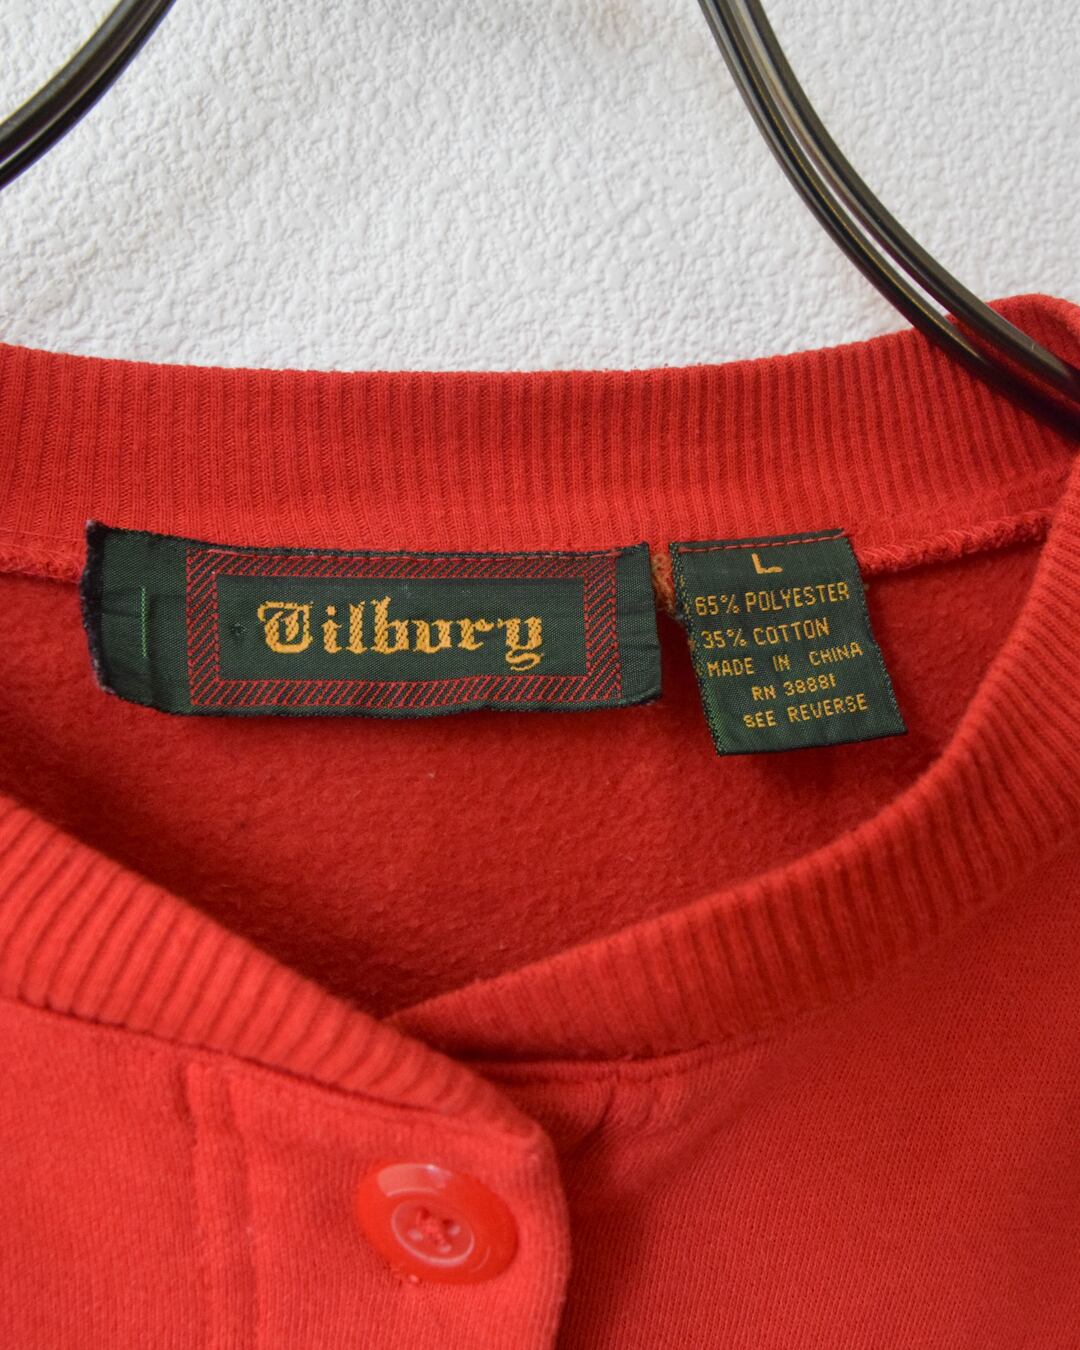 Tilbury
L
65% POLYESTER
35% COTTON
MADE IN CHINA
RN 38881
SEE REVERSE